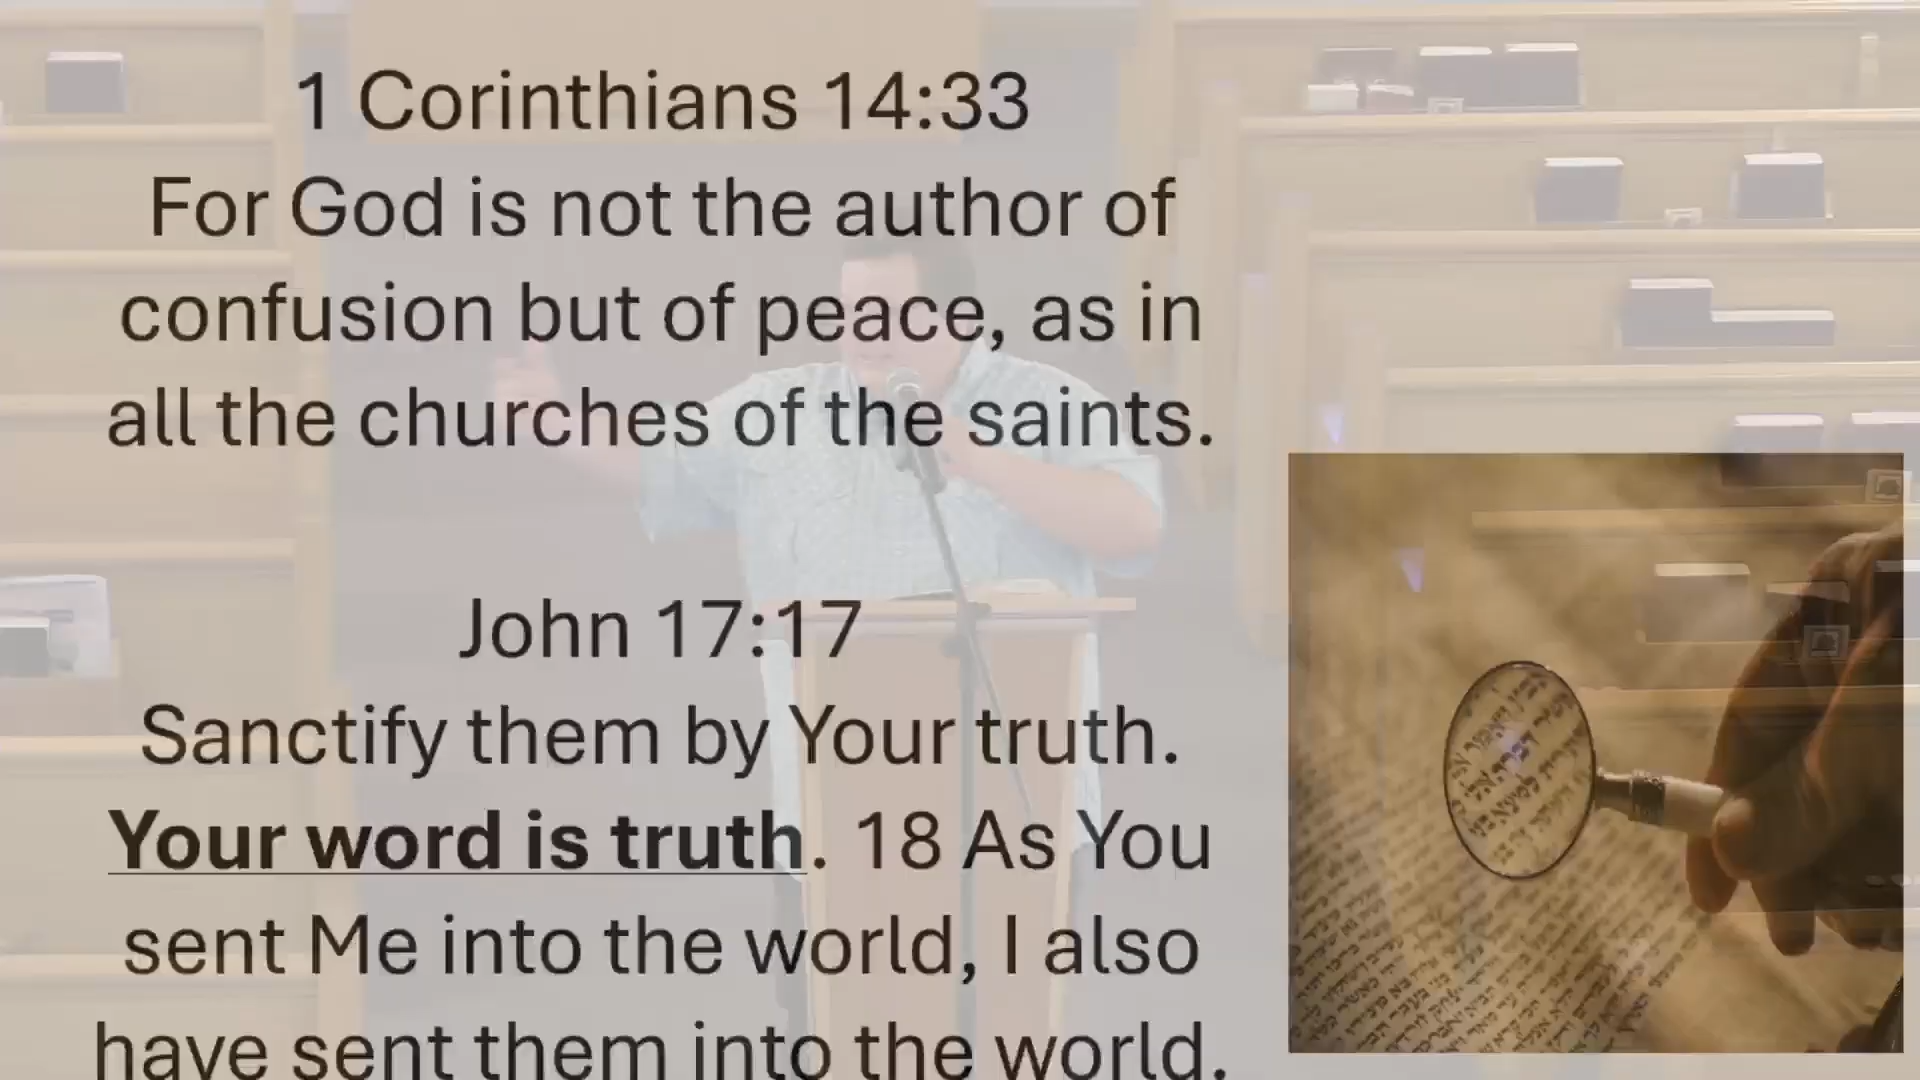 1 Corinthians 14:33
For God is not the author of
confusion but of peace, as in
all the churches of the saints.
John 17:17
Sanctify them by Your truth.
Your word is truth. 18 As You
sent Me into the world, I also
have sent them into the world.